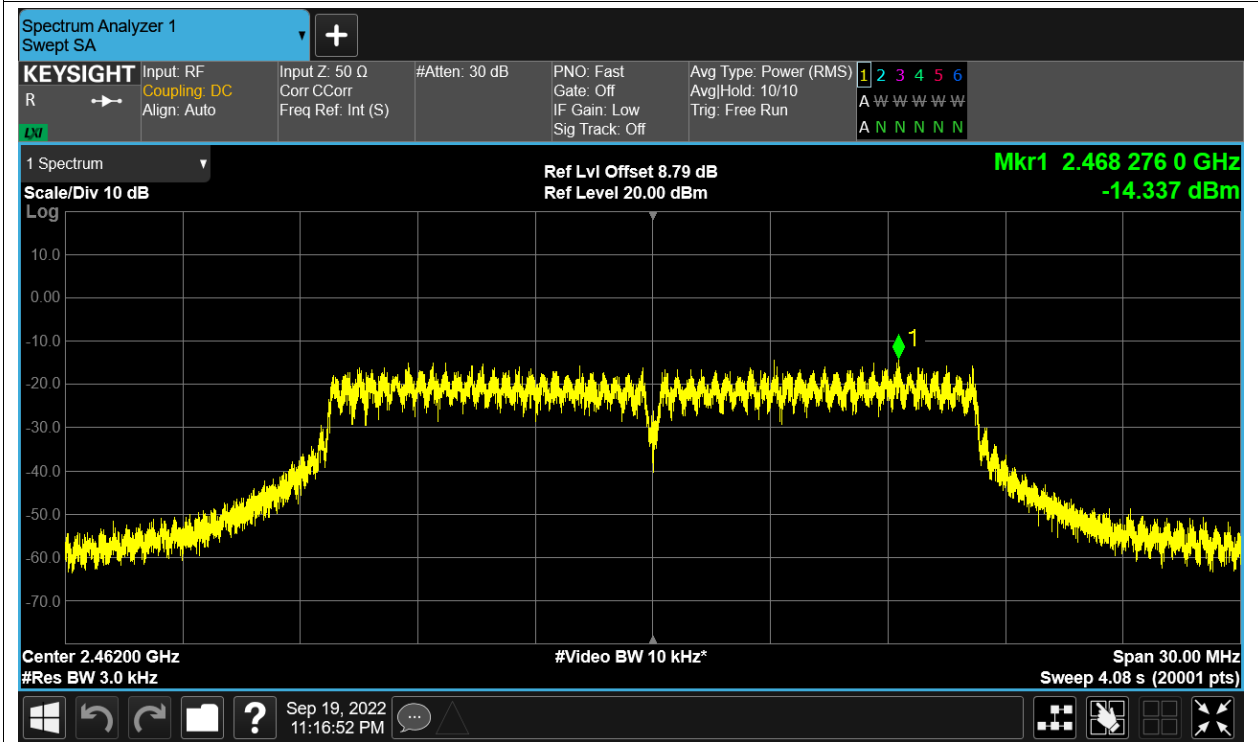 Spectrum Analyzer 1
Swept SA
+
KEYSIGHT
R
LXI
Input: RF
Coupling: DC
Align: Auto
Input Z: 50 Ω
Corr CCorr
Freq Ref: Int (S)
#Atten: 30 dB
PNO: Fast
Gate: Off
IF Gain: Low
Sig Track: Off
Avg Type: Power (RMS)
Avg|Hold: 10/10
Trig: Free Run
1 2 3 4 5 6
A W W W W W
A N N N N N
1 Spectrum
Scale/Div 10 dB
Log
Ref Lvl Offset 8.79 dB
Ref Level 20.00 dBm
Mkr1 2.468 276 0 GHz
-14.337 dBm
10.0
0.00
-10.0
1
-20.0
-30.0
-40.0
-50.0
-60.0
-70.0
Center 2.46200 GHz
#Res BW 3.0 kHz
#Video BW 10 kHz*
Span 30.00 MHz
Sweep 4.08 s (20001 pts)
?
Sep 19, 2022
11:16:52 PM